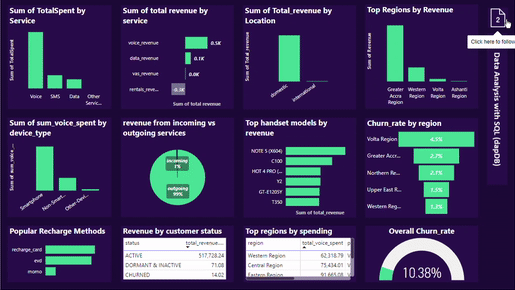 Sum of TotalSpent by
Service
Sum of TotalSpent
Voice
SMS
Data
Other
Servic...
Sum of total revenue by
service
voice_revenue
0.5K
data_revenue
0.1K
vas_revenue
0.0K
rentals_reve...
-0.3K
Sum of total_revenue
Sum of Total_revenue by
Location
Sum of Total_revenue
domestic
international
Top Regions by Revenue
Sum of Revenue
Greater
Accra
Region
Western
Region
Volta
Region
Ashanti
Region
2
Click here to follow
Data Analysis with SQL (dapDB)
Sum of sum_voice_spent by
device_type
Sum of sum_voice_...
Smartphone
Non-Smart...
Other-Devi...
revenue from incoming vs
outgoing services
incoming
1%
outgoing
99%
Top handset models by
revenue
NOTE 5 (X604)
C100
HOT 4 PRO (...
Y2
GT-E1205Y
T350
Sum of total_revenue
Churn_rate by region
Volta Region
4.5%
Greater Accr...
2.7%
Northern Re...
2.1%
Upper East R...
1.5%
Western Reg...
1.3%
Popular Recharge Methods
recharge_card
evd
momo
Revenue by customer status
status
total_revenue...
ACTIVE
517,728.24
DORMANT & INACTIVE
71.08
CHURNED
14.02
Top regions by spending
region
total_voice_spent
Western Region
62,318.79
Central Region
75,434.01
Eastern Region
91,665.08
Overall Churn_rate
10.38%